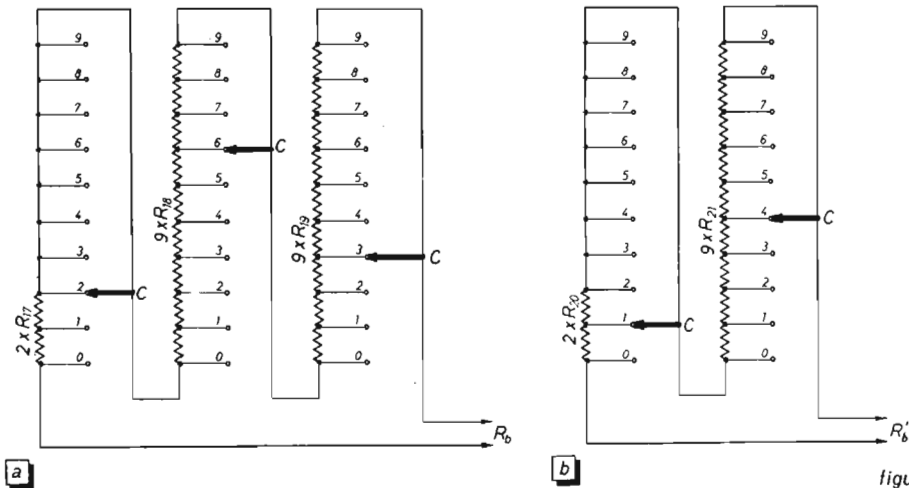 9 9 9 9 9
8 8 8 8 8
7 7 7 7 7
6 6 C 6 6 6
5 5 5 5 5
9 x R18 9 x R19 9 x R21
4 4 4 4 4 C
3 3 3 C 3 3
2 C 2 2 2 2
2 x R17 2 x R20
1 1 1 1 C 1
0 0 0 0 0
Rb Rb'
a b
figu